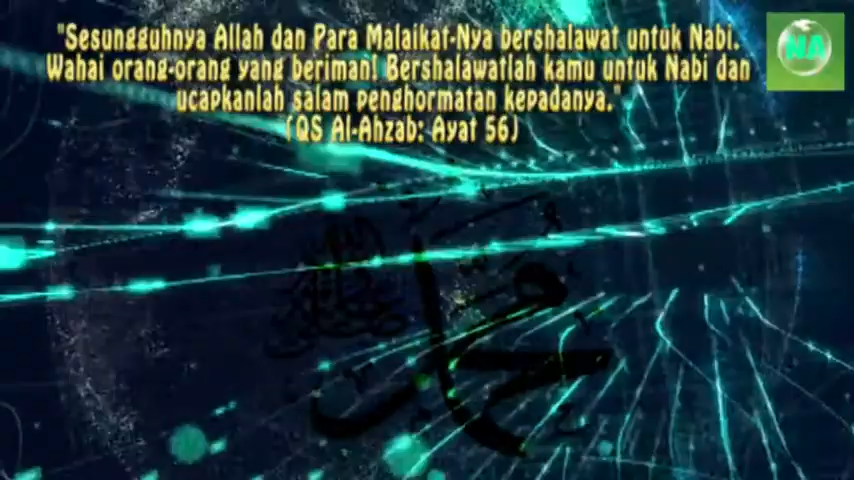 "Sesungguhnya Allah dan Para Malaikat-Nya bershalawat untuk Nabi.
Wahai orang-orang yang beriman! Bershalawatlah kamu untuk Nabi dan
ucapkanlah salam penghormatan kepadanya."
(QS Al-Ahzab: Ayat 56)
NA
محمد